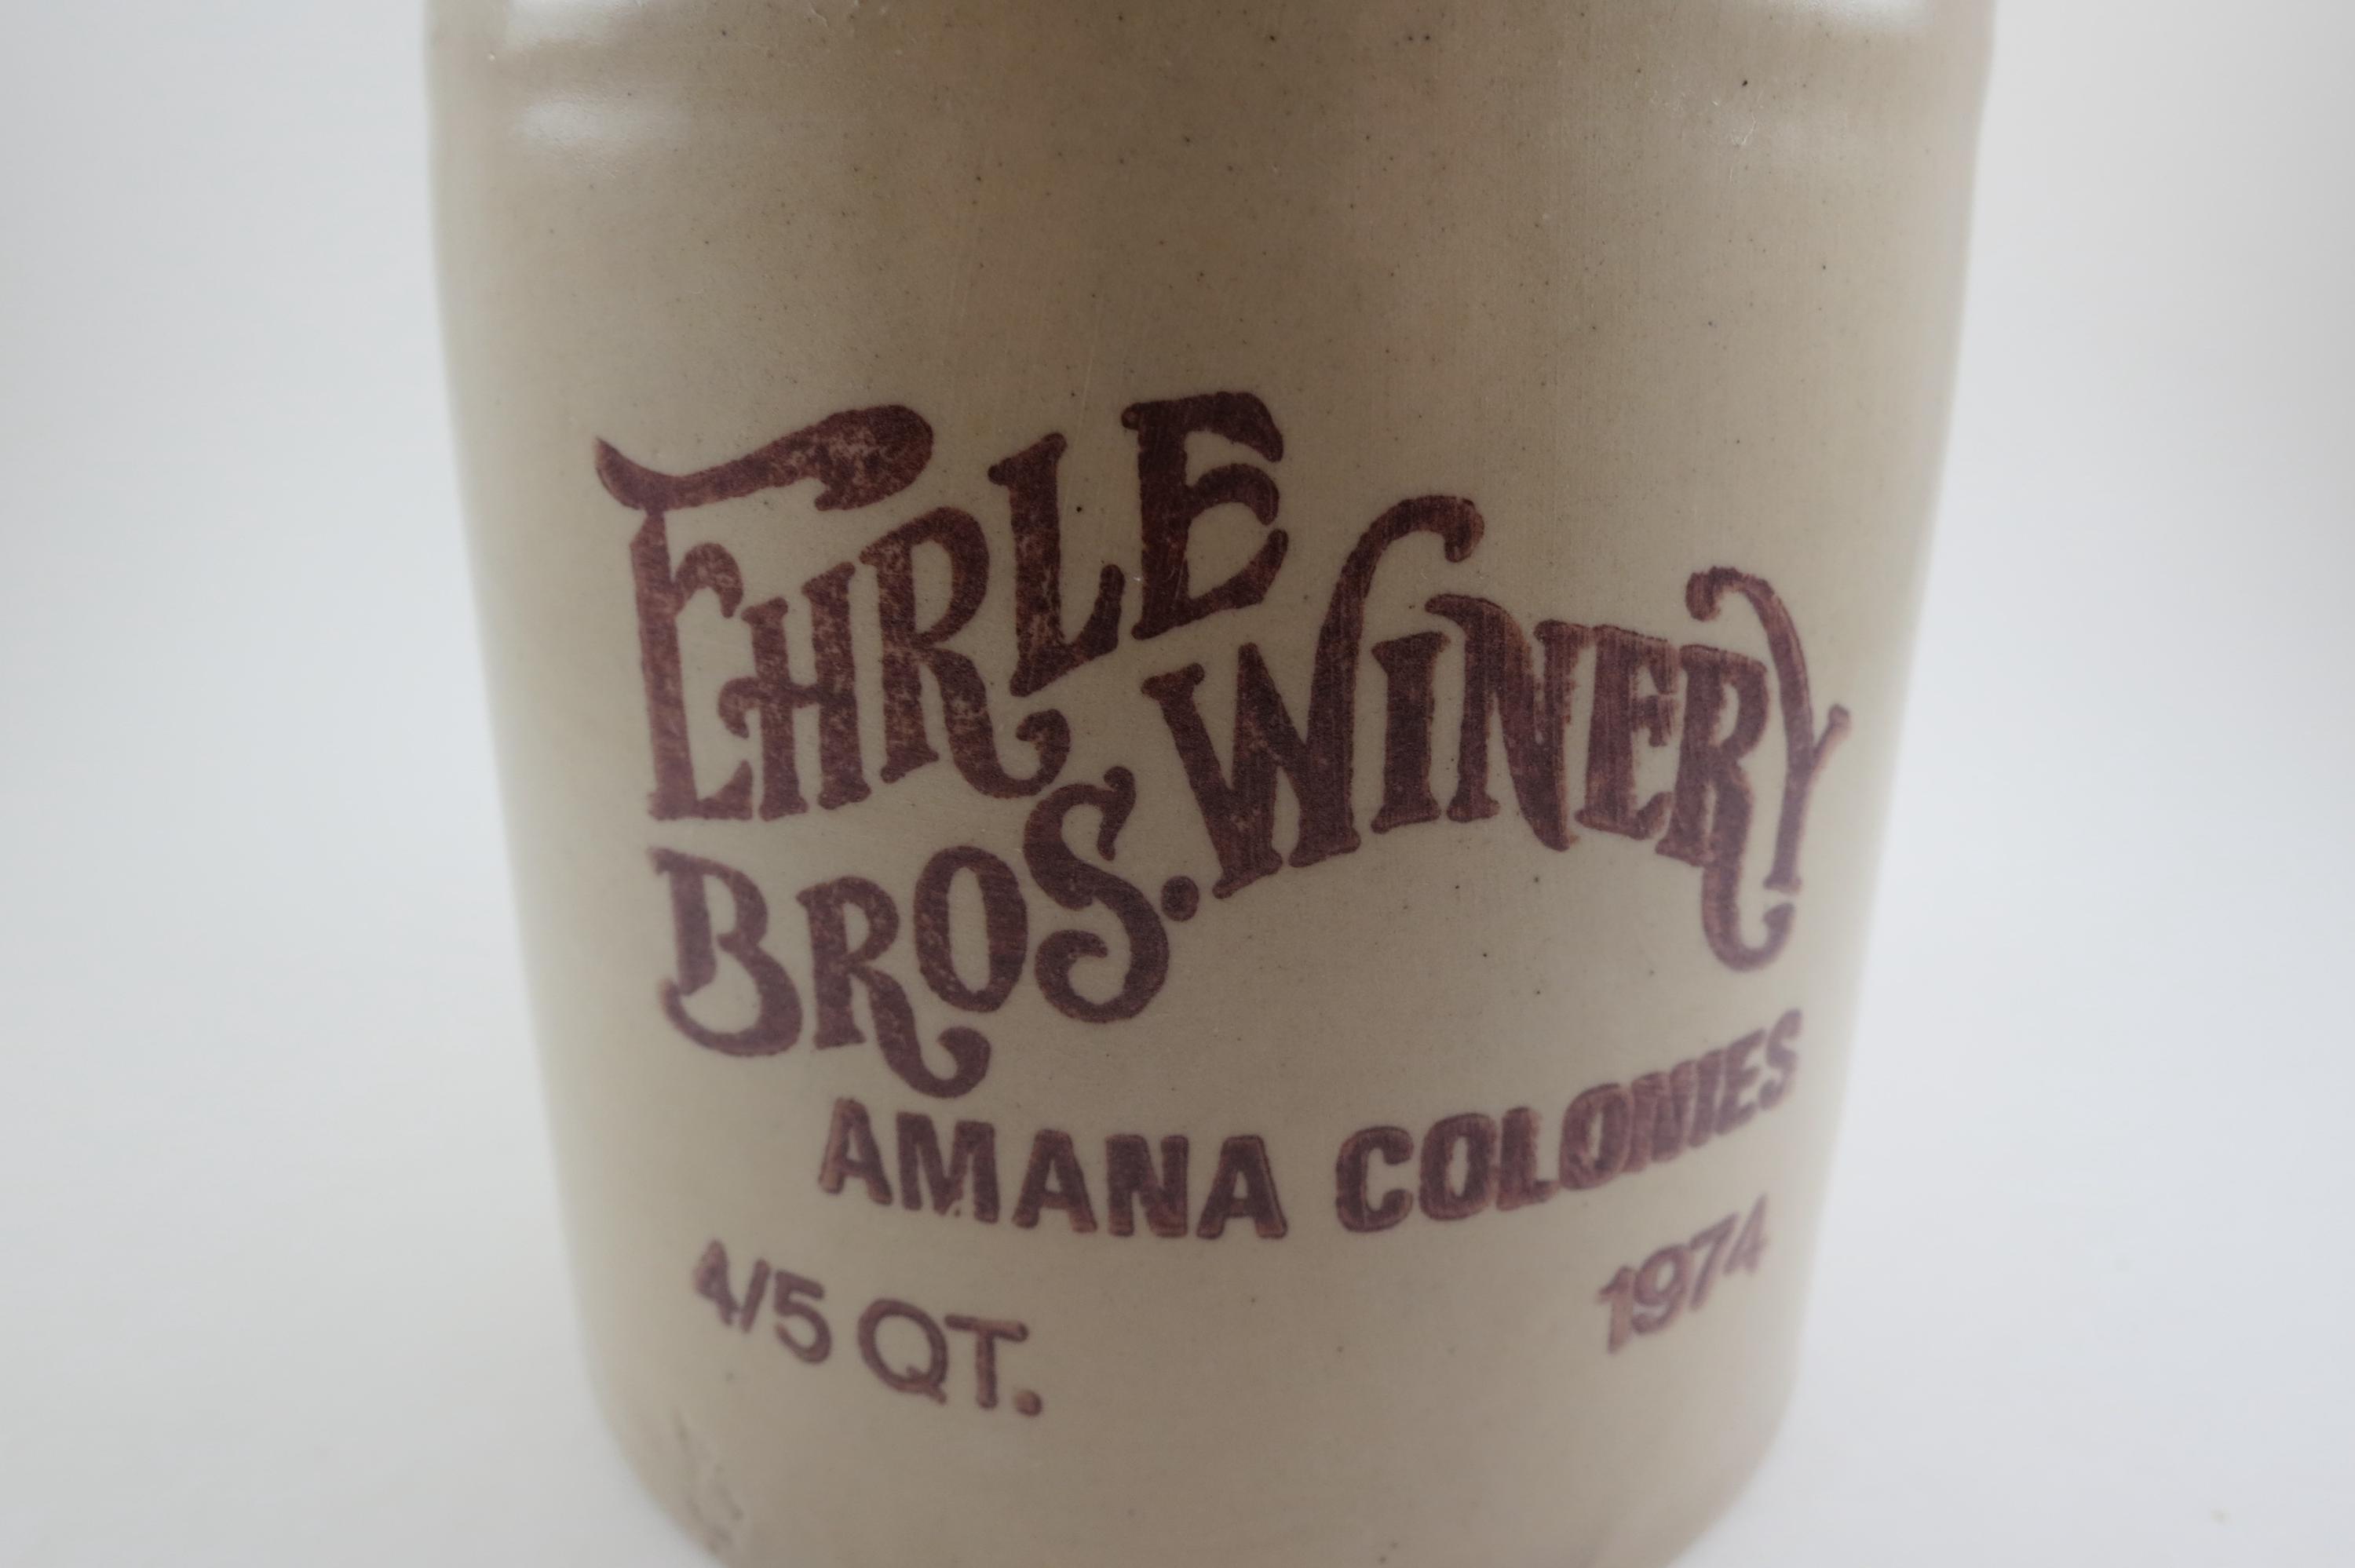 EHRLE
BROS. WINERY
AMANA COLONIES
4/5 QT. 1974